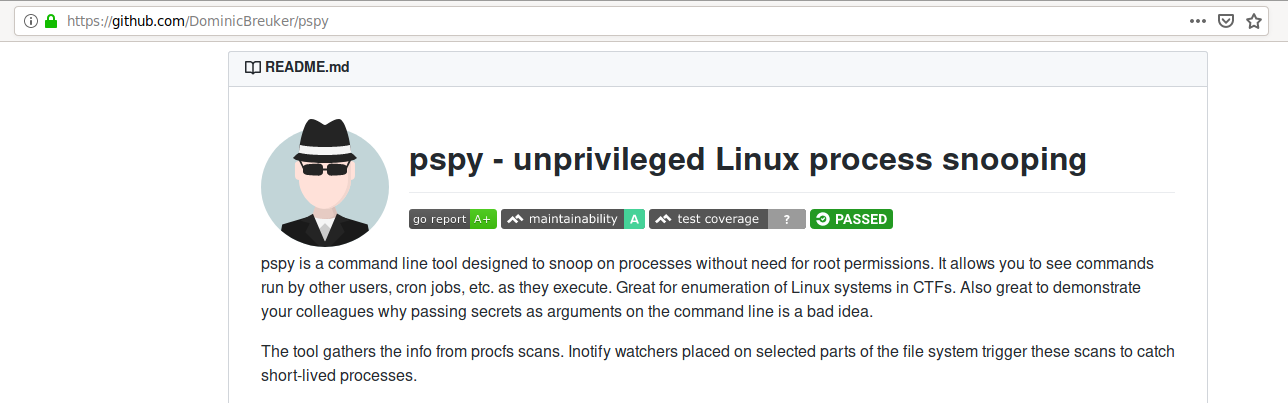 https://github.com/DominicBreuker/pspy
README.md
pspy - unprivileged Linux process snooping
go report A+ maintainability A test coverage ? PASSED
pspy is a command line tool designed to snoop on processes without need for root permissions. It allows you to see commands
run by other users, cron jobs, etc. as they execute. Great for enumeration of Linux systems in CTFs. Also great to demonstrate
your colleagues why passing secrets as arguments on the command line is a bad idea.
The tool gathers the info from procfs scans. Inotify watchers placed on selected parts of the file system trigger these scans to catch
short-lived processes.